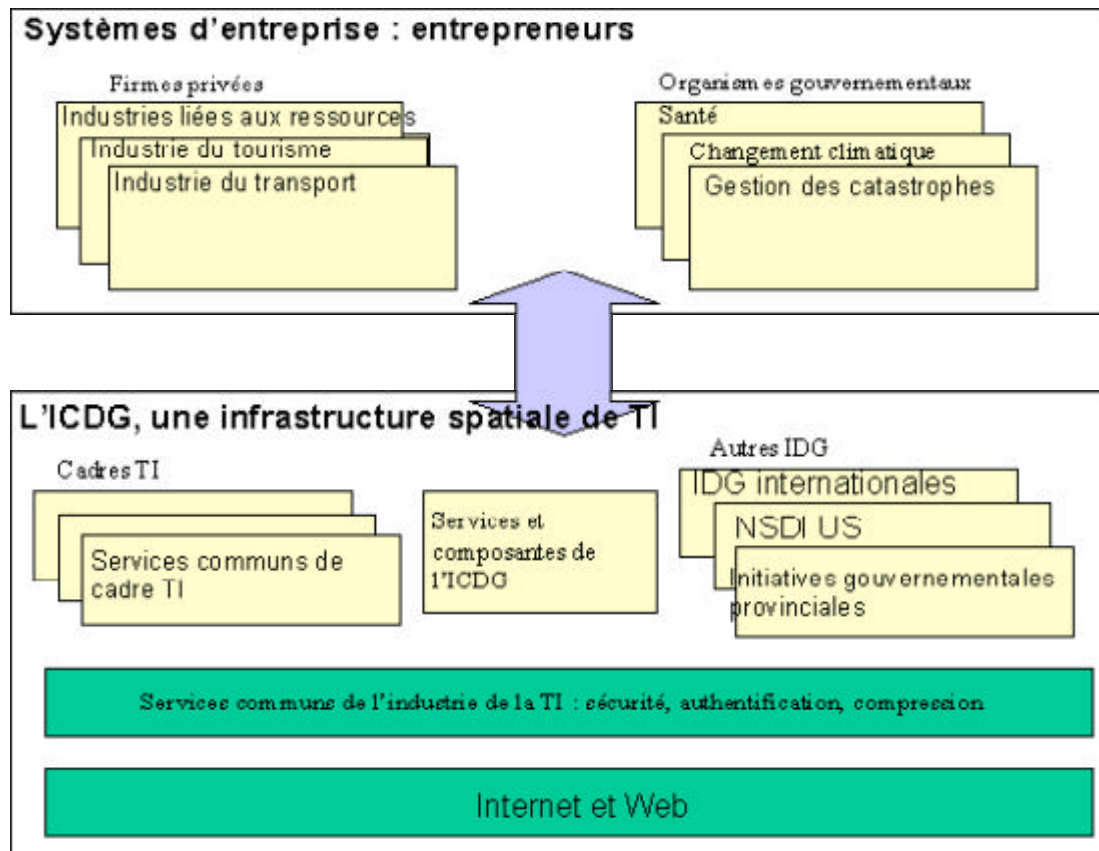 Systèmes d'entreprise : entrepreneurs
Firmes privées
Industries liées aux ressources
Industrie du tourisme
Industrie du transport
Organismes gouvernementaux
Santé
Changement climatique
Gestion des catastrophes
L'ICDG, une infrastructure spatiale de TI
Cadres TI
Services communs de
cadre TI
Services et
composantes de
l'ICDG
Autres IDG
IDG internationales
NSDI US
Initiatives gouvernementales
provinciales
Services communs de l'industrie de la TI : sécurité, authentification, compression
Internet et Web